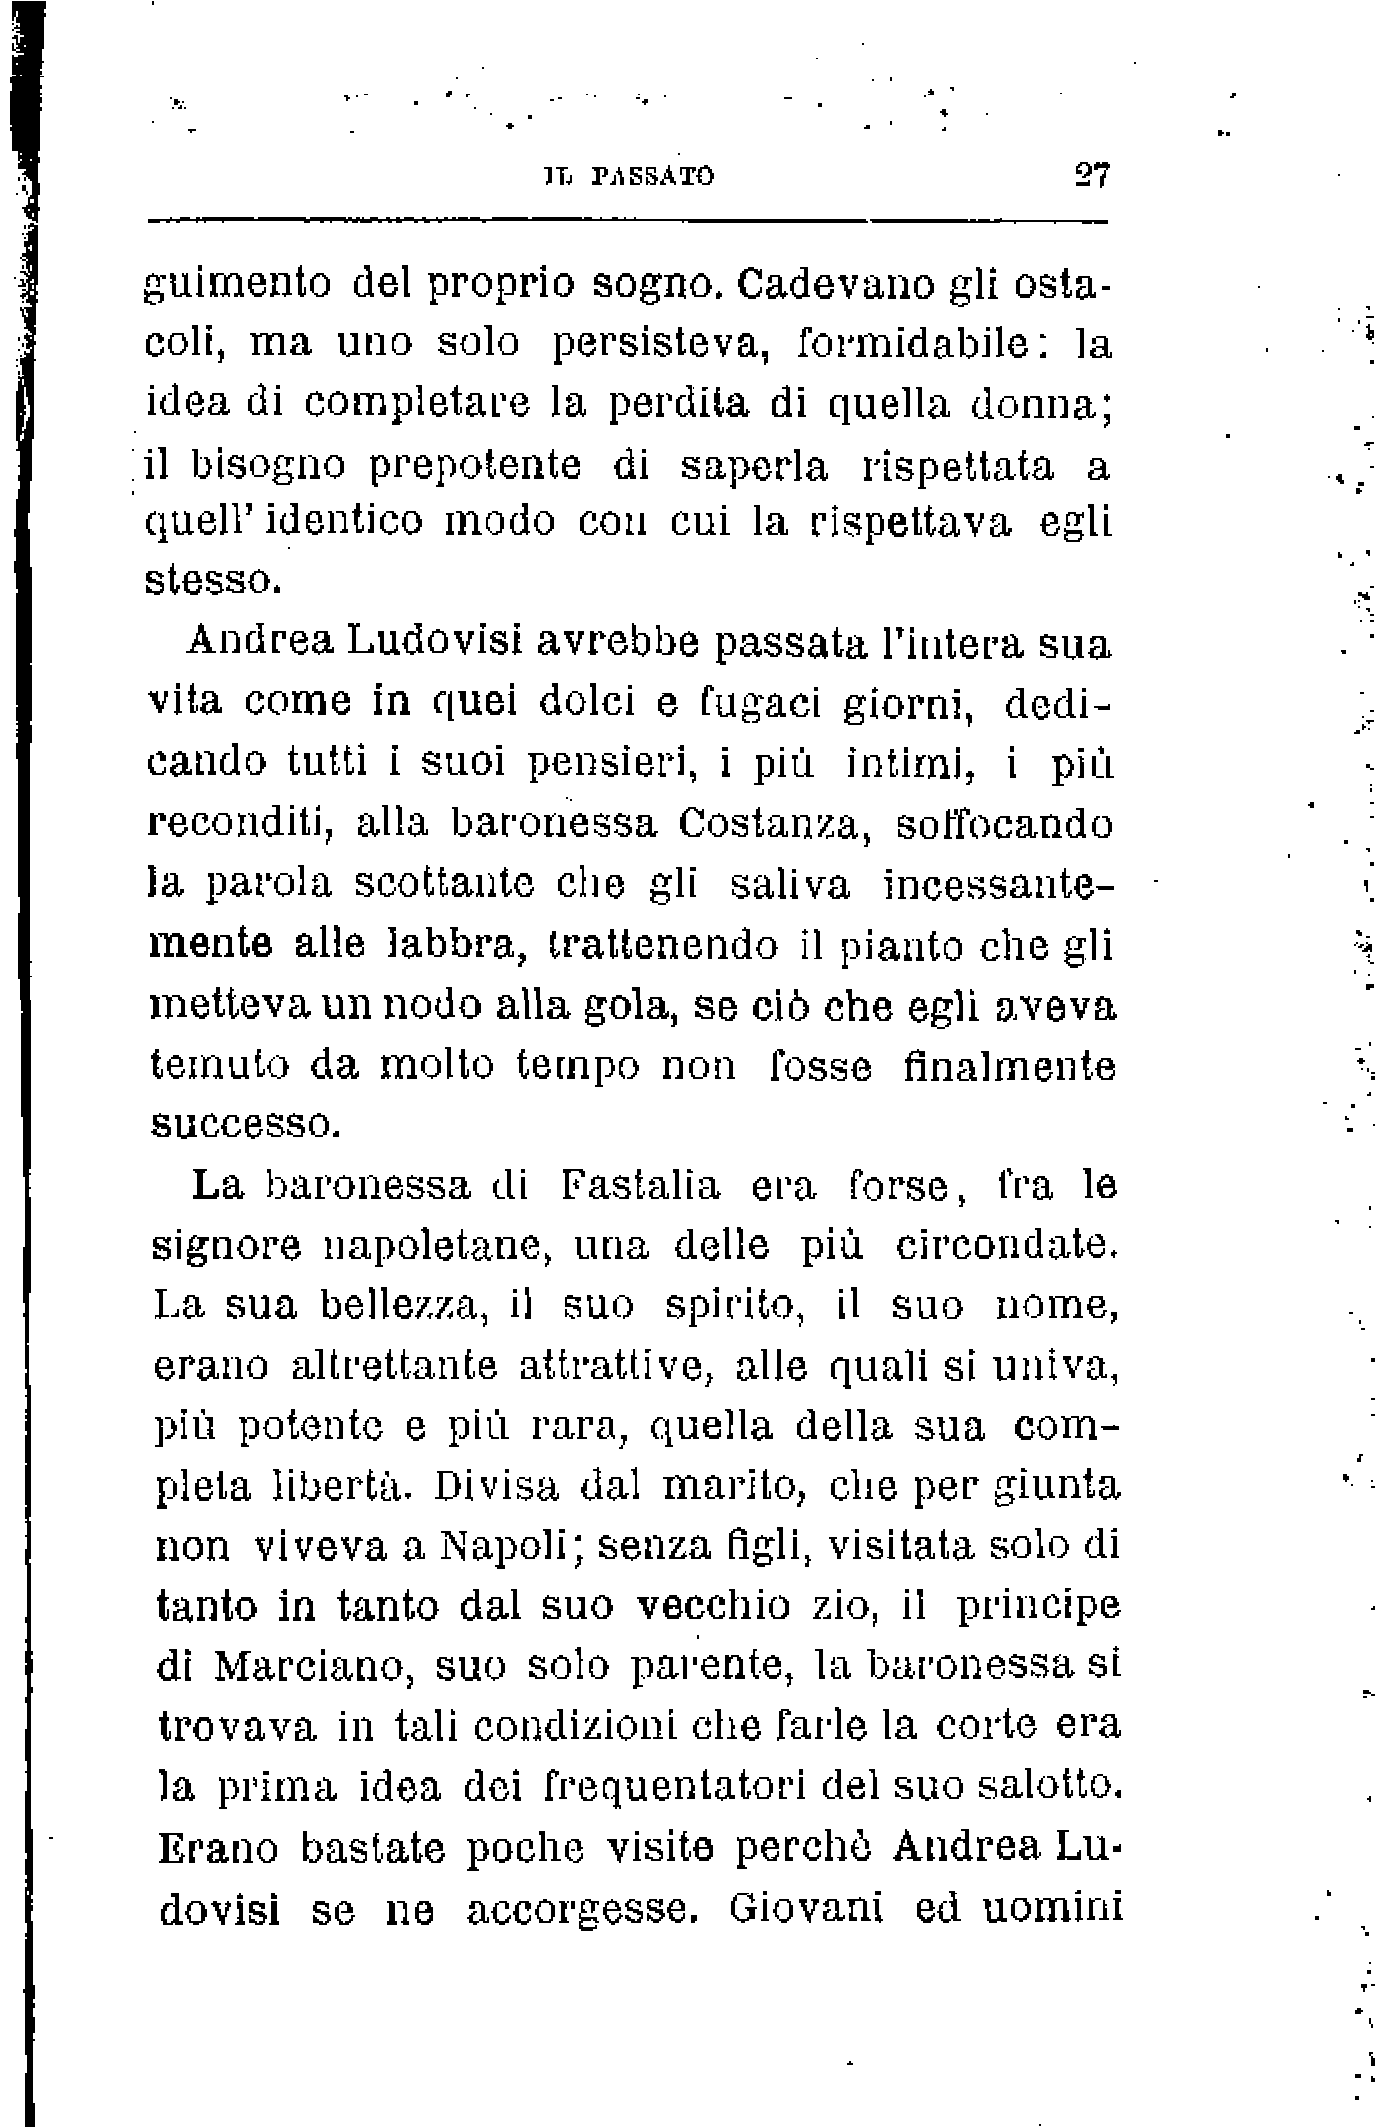 IL PASSATO 27
guimento del proprio sogno. Cadevano gli osta-
coli, ma uno solo persisteva, formidabile: la
idea di completare la perdita di quella donna;
il bisogno prepotente di saperla rispettata a
quell' identico modo con cui la rispettava egli
stesso.
Andrea Ludovisi avrebbe passata l'intera sua
vita come in quei dolci e fugaci giorni, dedi-
cando tutti i suoi pensieri, i più intimi, i più
reconditi, alla baronessa Costanza, soffocando
la parola scottante che gli saliva incessante-
mente alle labbra, trattenendo il pianto che gli
metteva un nodo alla gola, se ciò che egli aveva
temuto da molto tempo non fosse finalmente
successo.
La baronessa di Fastalia era forse, fra le
signore napoletane, una delle più circondate.
La sua bellezza, il suo spirito, il suo nome,
erano altrettante attrattive, alle quali si univa,
più potente e più rara, quella della sua com-
pleta libertà. Divisa dal marito, che per giunta
non viveva a Napoli; senza figli, visitata solo di
tanto in tanto dal suo vecchio zio, il principe
di Marciano, suo solo parente, la baronessa si
trovava in tali condizioni che farle la corte era
la prima idea dei frequentatori del suo salotto.
Erano bastate poche visite perchè Andrea Lu-
dovisi se ne accorgesse. Giovani ed uomini